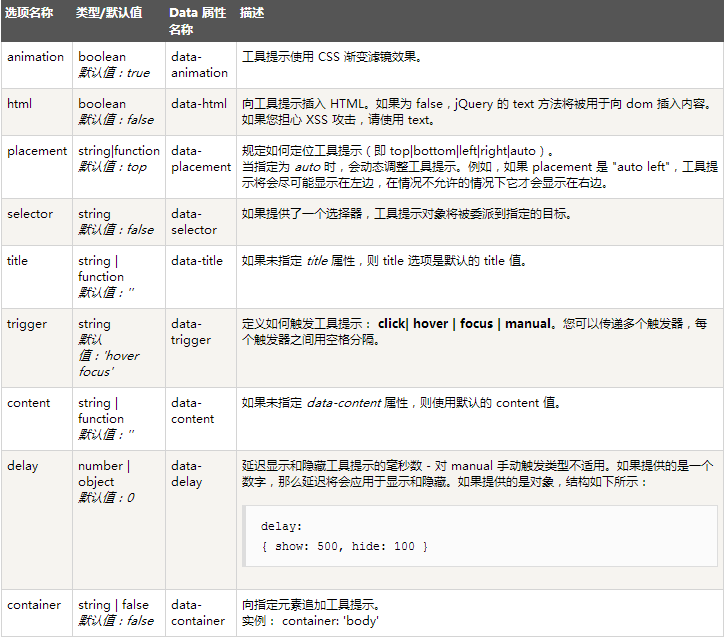 选项名称 类型/默认值 Data 属性 描述
名称
animation boolean data- 工具提示使用 CSS 渐变滤镜效果。
默认值：true animation
html boolean data-html 向工具提示插入 HTML。如果为 false，jQuery 的 text 方法将被用于向 dom 插入内容。
默认值：false 如果您担心 XSS 攻击，请使用 text。
placement string|function data- 规定如何定位工具提示（即 top|bottom|left|right|auto）。
默认值：top placement 当指定为 auto 时，会动态调整工具提示。例如，如果 placement 是 "auto left"，工具提
示将会尽可能显示在左边，在情况不允许的情况下它才会显示在右边。
selector string data- 如果提供了一个选择器，工具提示对象将被委派到指定的目标。
默认值：false selector
title string | data-title 如果未指定 title 属性，则 title 选项是默认的 title 值。
function
默认值：''
trigger string data- 定义如何触发工具提示： click| hover | focus | manual。您可以传递多个触发器，每
默认 trigger 个触发器之间用空格分隔。
值：'hover
focus'
content string | data- 如果未指定 data-content 属性，则使用默认的 content 值。
function content
默认值：''
delay number | data- 延迟显示和隐藏工具提示的毫秒数 - 对 manual 手动触发类型不适用。如果提供的是一个
object delay 数字，那么延迟将会应用于显示和隐藏。如果提供的是对象，结构如下所示：
默认值：0
delay:
{ show: 500, hide: 100 }
container string | false data- 向指定元素追加工具提示。
默认值：false container 实例： container: 'body'